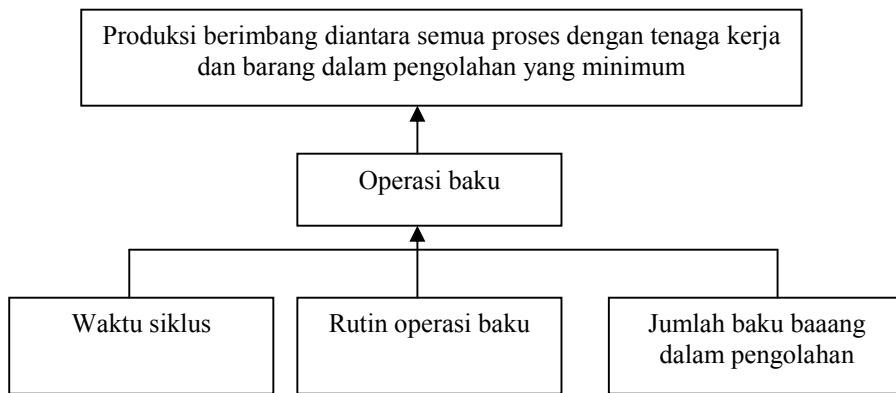 Produksi berimbang diantara semua proses dengan tenaga kerja
dan barang dalam pengolahan yang minimum
Operasi baku
Waktu siklus
Rutin operasi baku
Jumlah baku baaang
dalam pengolahan